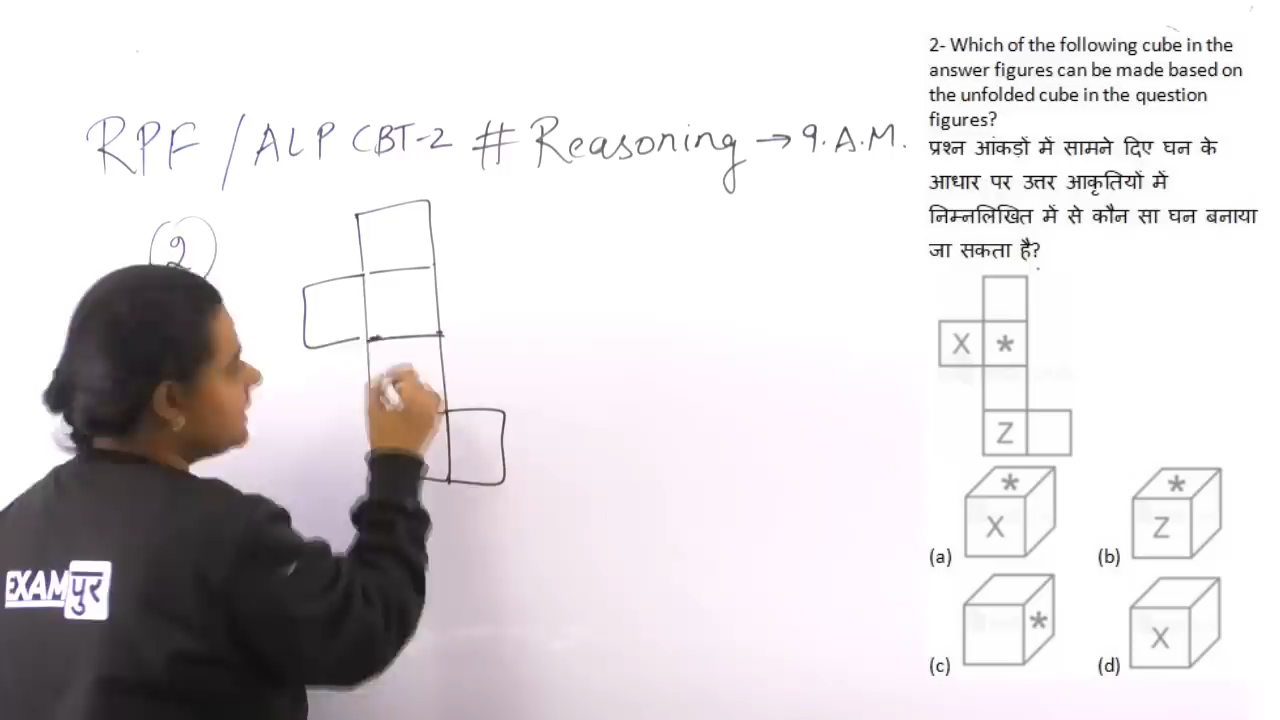 RPF / ALP CBT-2 # Reasoning → 9.A.M.
2
EXAMपुर
2- Which of the following cube in the
answer figures can be made based on
the unfolded cube in the question
figures?
प्रश्न आंकड़ों में सामने दिए घन के
आधार पर उत्तर आकृतियों में
निम्नलिखित में से कौन सा घन बनाया
जा सकता है?
X *
Z
* *
X Z
(a) (b)
*
X
(c) (d)